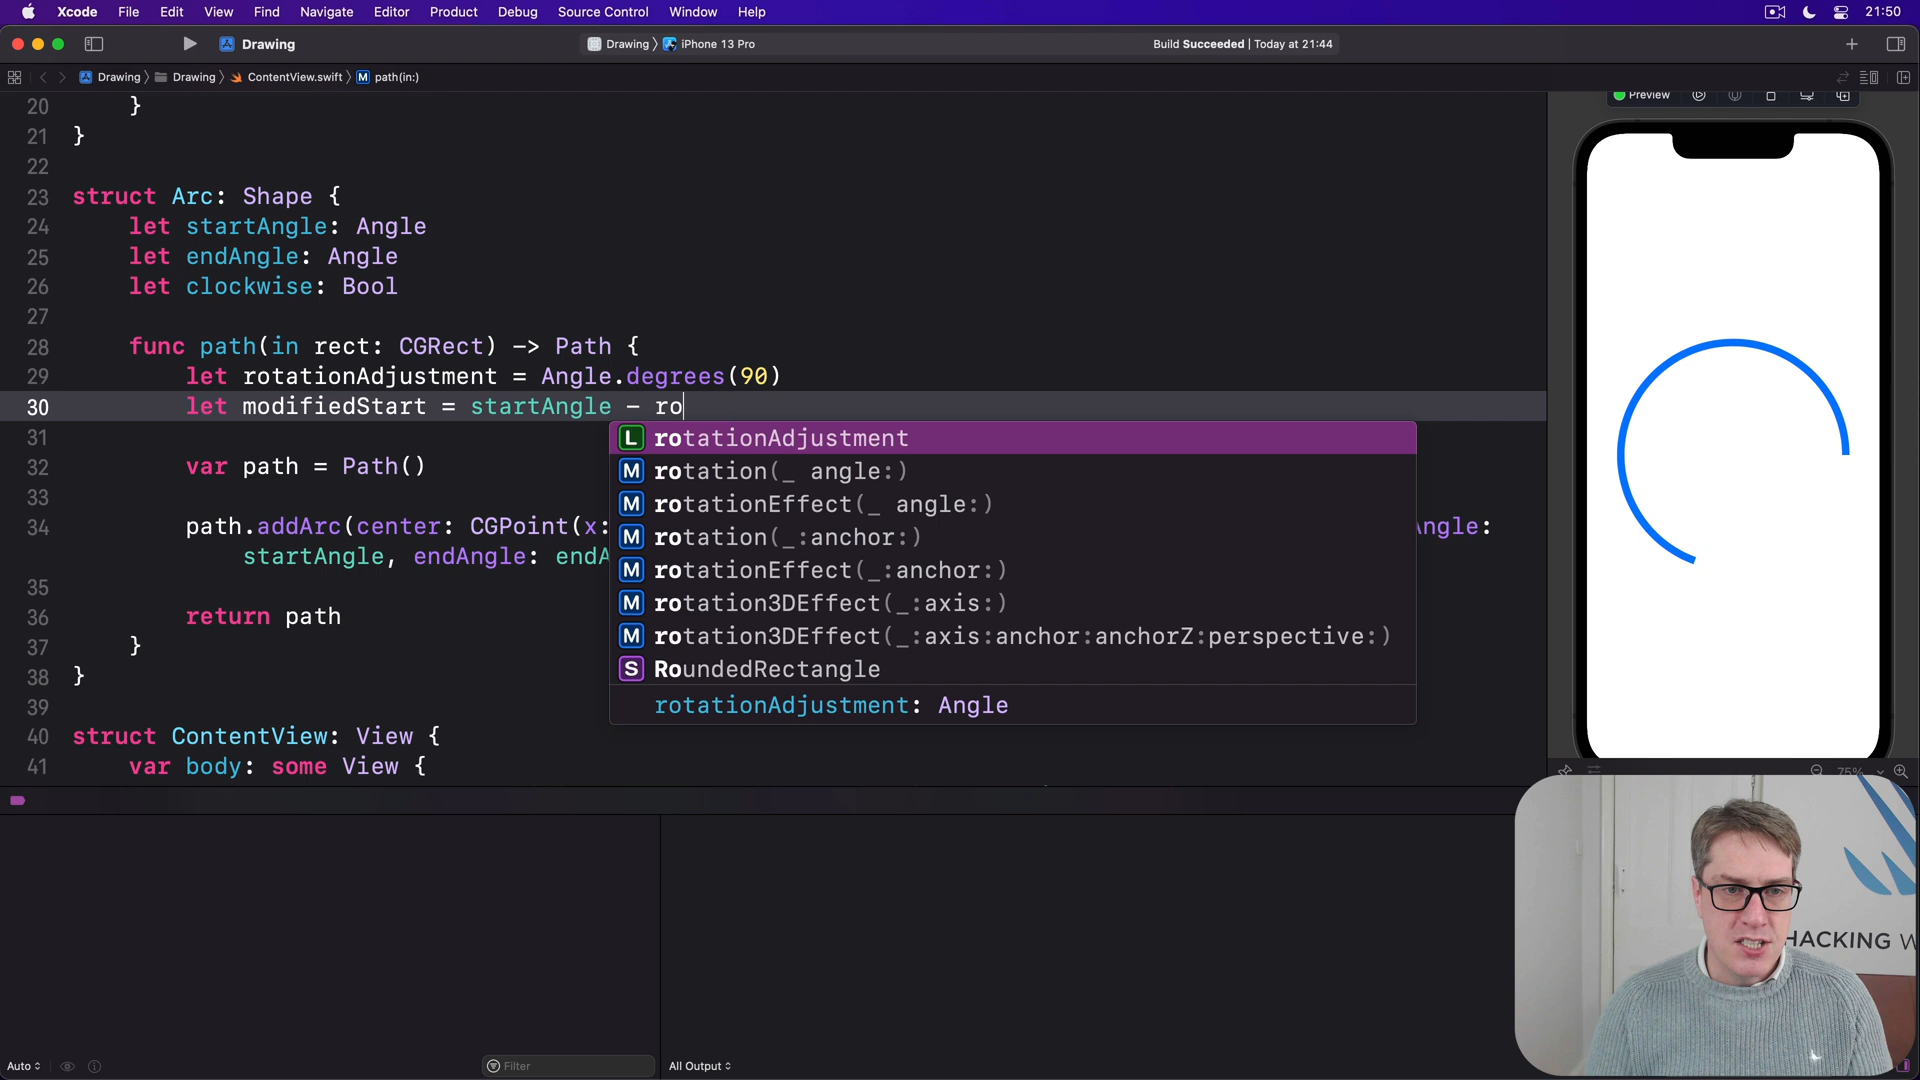 Xcode File Edit View Find Navigate Editor Product Debug Source Control Window Help 21:50
Drawing Drawing 〉 iPhone 13 Pro Build Succeeded | Today at 21:44
Drawing 〉 Drawing 〉 ContentView.swift 〉 M path(in:)
Preview
20 }
21 }
22
23 struct Arc: Shape {
24 let startAngle: Angle
25 let endAngle: Angle
26 let clockwise: Bool
27
28 func path(in rect: CGRect) -> Path {
29 let rotationAdjustment = Angle.degrees(90)
30 let modifiedStart = startAngle - ro
31
L rotationAdjustment
M rotation(_ angle:)
M rotationEffect(_ angle:)
M rotation(_:anchor:)
M rotationEffect(_:anchor:)
M rotation3DEffect(_:axis:)
M rotation3DEffect(_:axis:anchor:anchorZ:perspective:)
S RoundedRectangle
rotationAdjustment: Angle
32 var path = Path()
33
34 path.addArc(center: CGPoint(x: Angle:
startAngle, endAngle: endA
35
36 return path
37 }
38 }
39
40 struct ContentView: View {
41 var body: some View {
75%
HACKING W
Auto Filter All Output